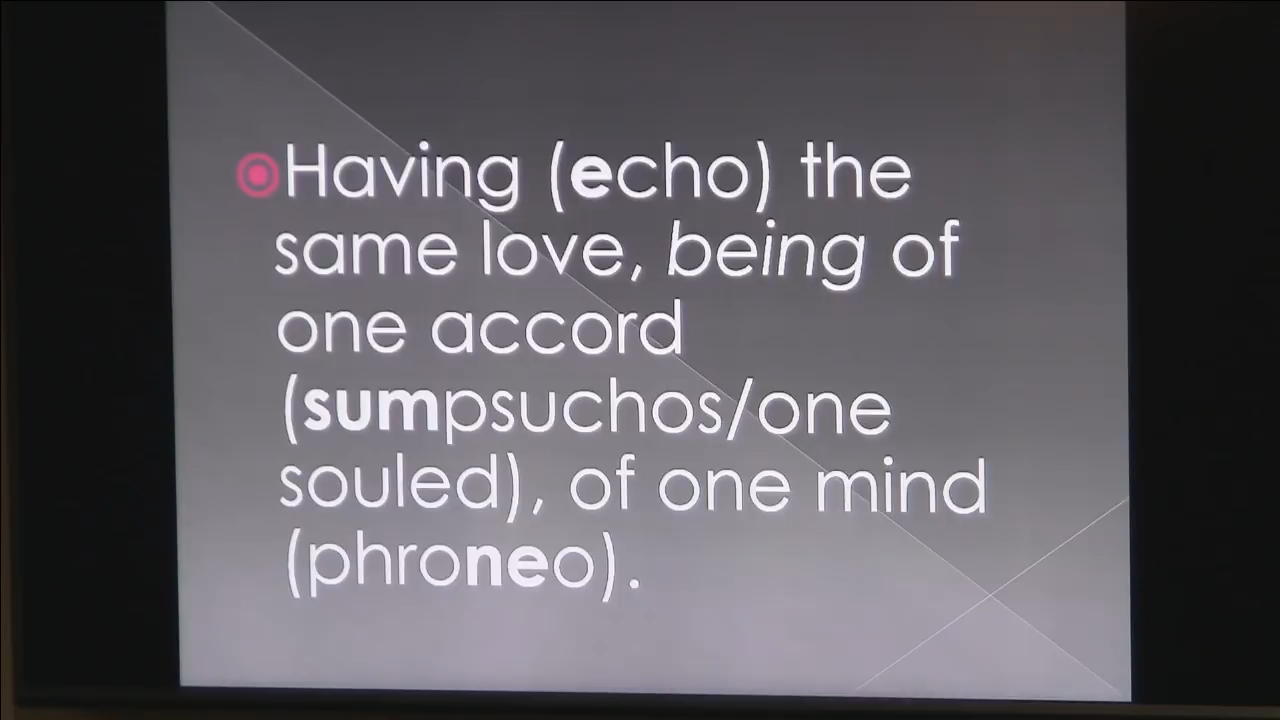 Having (echo) the
same love, being of
one accord
(sumpsuchos/one
souled), of one mind
(phroneo).